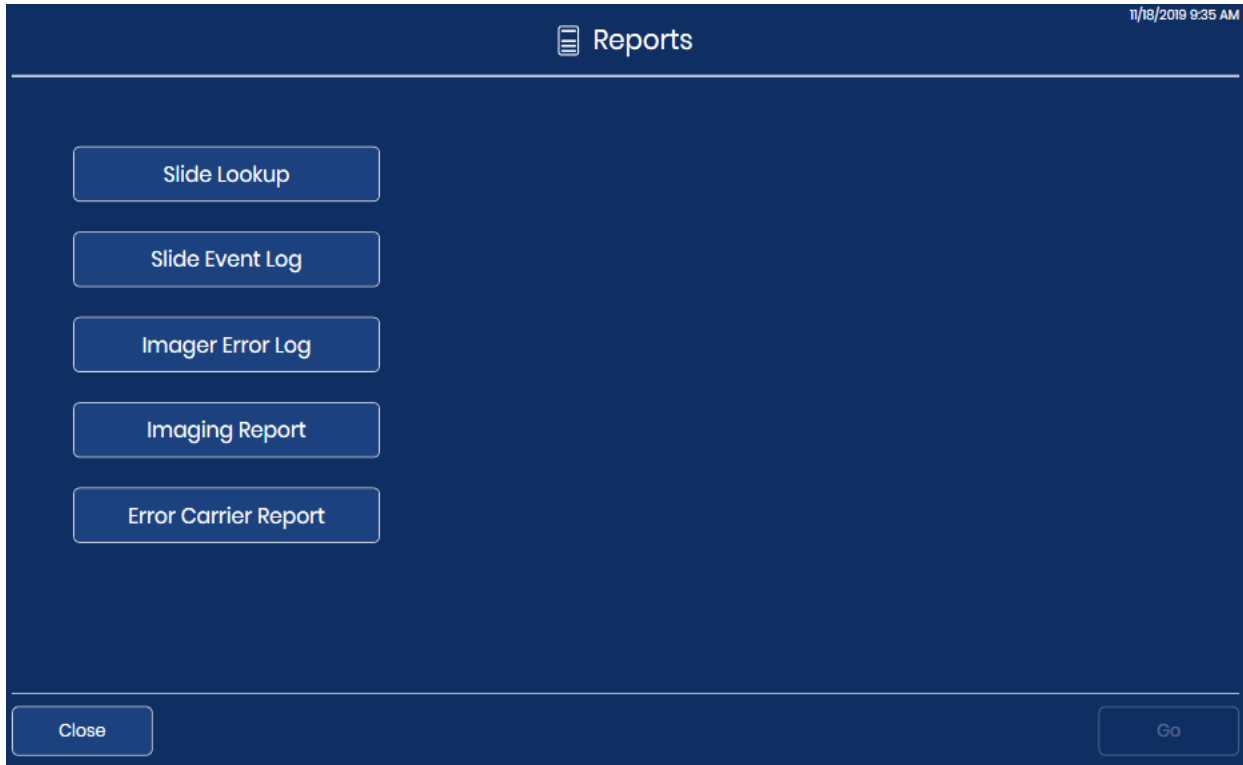 11/18/2019 9:35 AM
Reports
Slide Lookup
Slide Event Log
Imager Error Log
Imaging Report
Error Carrier Report
Close
Go